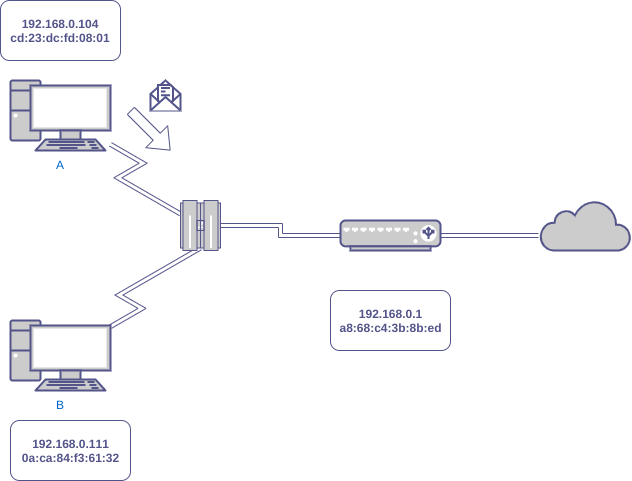 192.168.0.104
cd:23:dc:fd:08:01
A
192.168.0.1
a8:68:c4:3b:8b:ed
B
192.168.0.111
0a:ca:84:f3:61:32